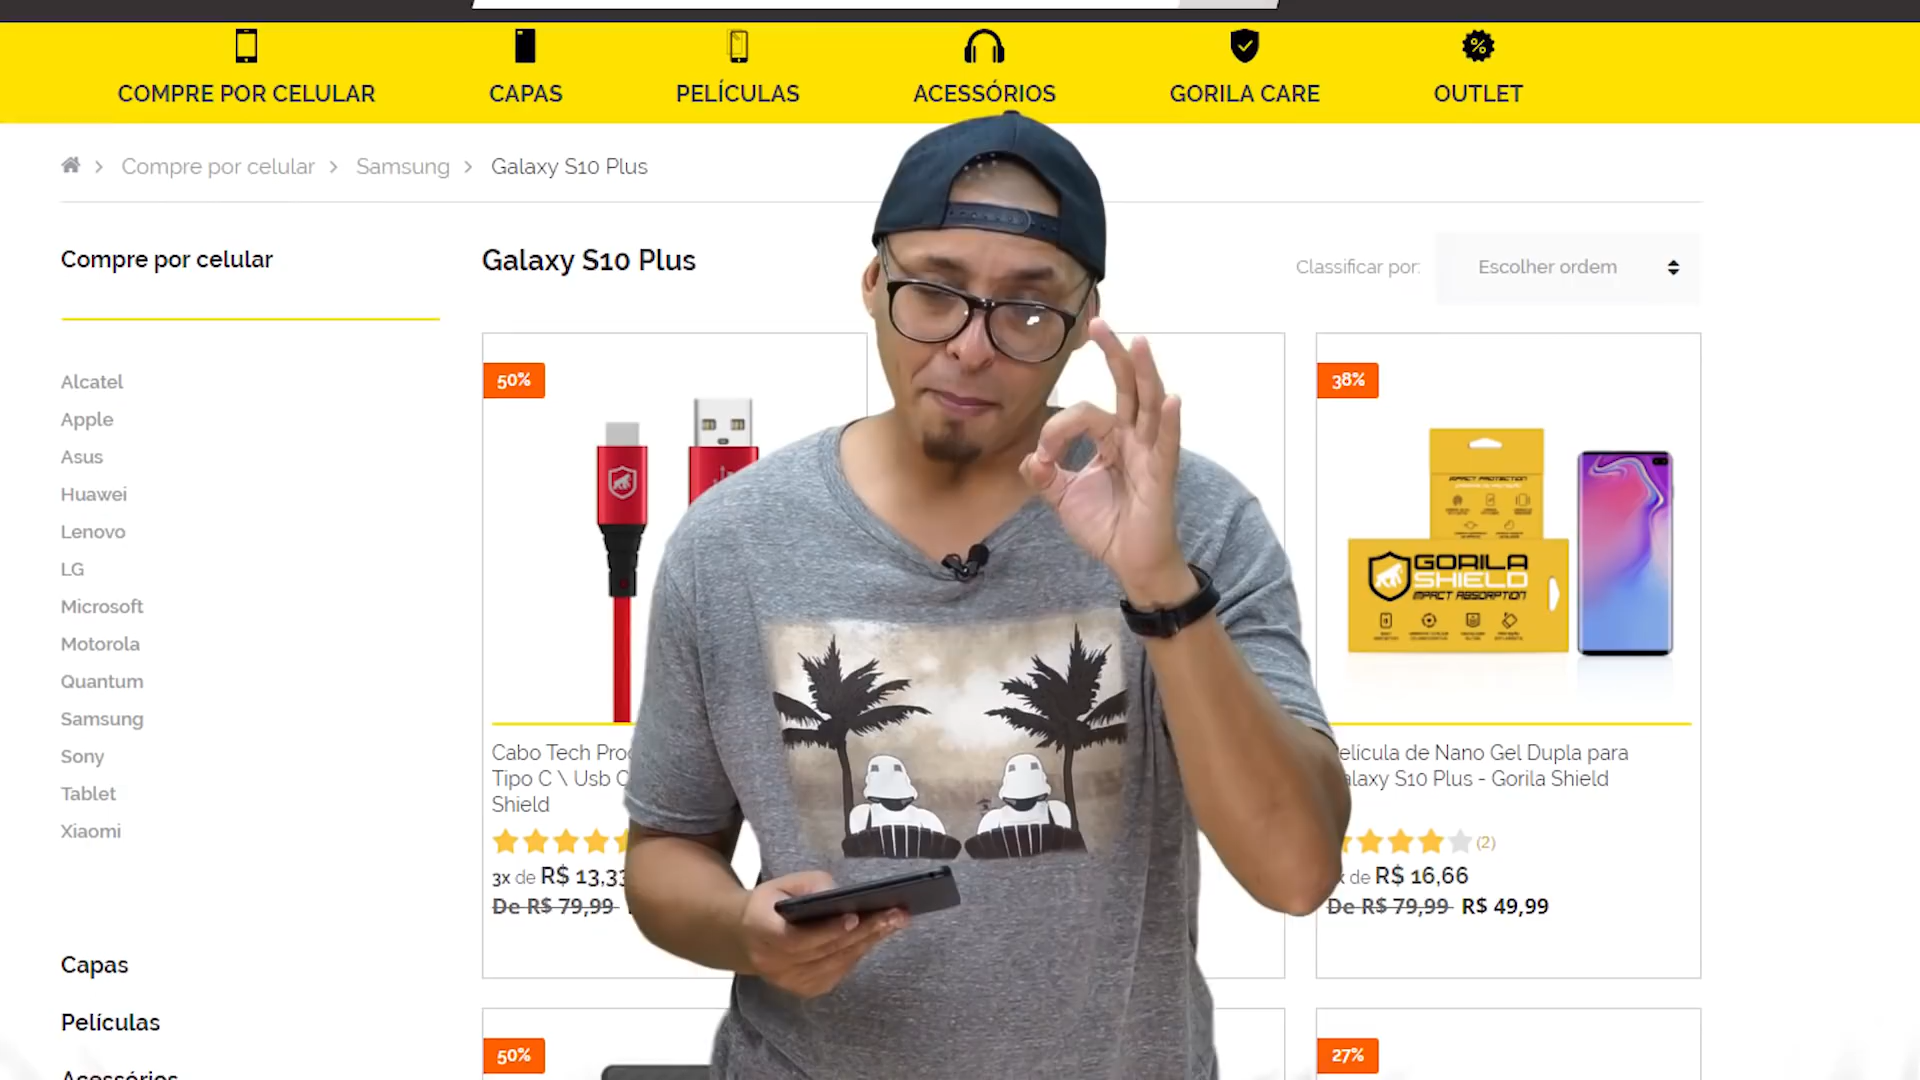 COMPRE POR CELULAR
CAPAS
PELÍCULAS
ACESSÓRIOS
GORILA CARE
OUTLET
Compre por celular
Samsung
Galaxy S10 Plus
Compre por celular
Galaxy S10 Plus
Classificar por:
Escolher ordem
Alcatel
Apple
Asus
Huawei
Lenovo
LG
Microsoft
Motorola
Quantum
Samsung
Sony
Tablet
Xiaomi
Capas
Películas
Acessórios
50%
Cabo Tech
Tipo C \ Usb
Shield
3x de R$ 13,33
De R$ 79,99
38%
IMPACT PROTECTION
GORILA
SHIELD
IMPACT ABSORPTION
elicula de Nano Gel Dupla para
alaxy S10 Plus - Gorila Shield
(2)
x de R$ 16,66
De R$ 79,99 R$ 49,99
50%
27%